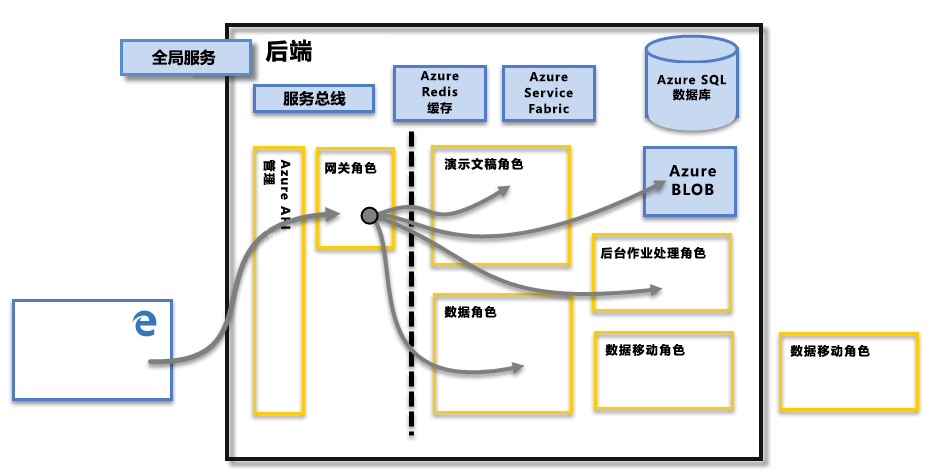 全局服务
后端
服务总线
Azure
Redis
缓存
Azure
Service
Fabric
Azure SQL
数据库
Azure API
管理
网关角色
演示文稿角色
Azure
BLOB
后台作业处理角色
数据角色
数据移动角色
数据移动角色